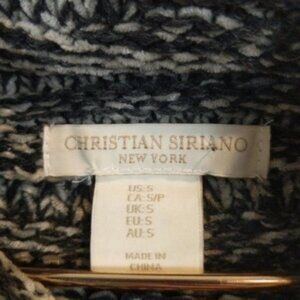 CHRISTIAN SIRIANO
NEW YORK
US:S
CA:S/P
UK:S
EU:S
AU:S
MADE IN
CHINA